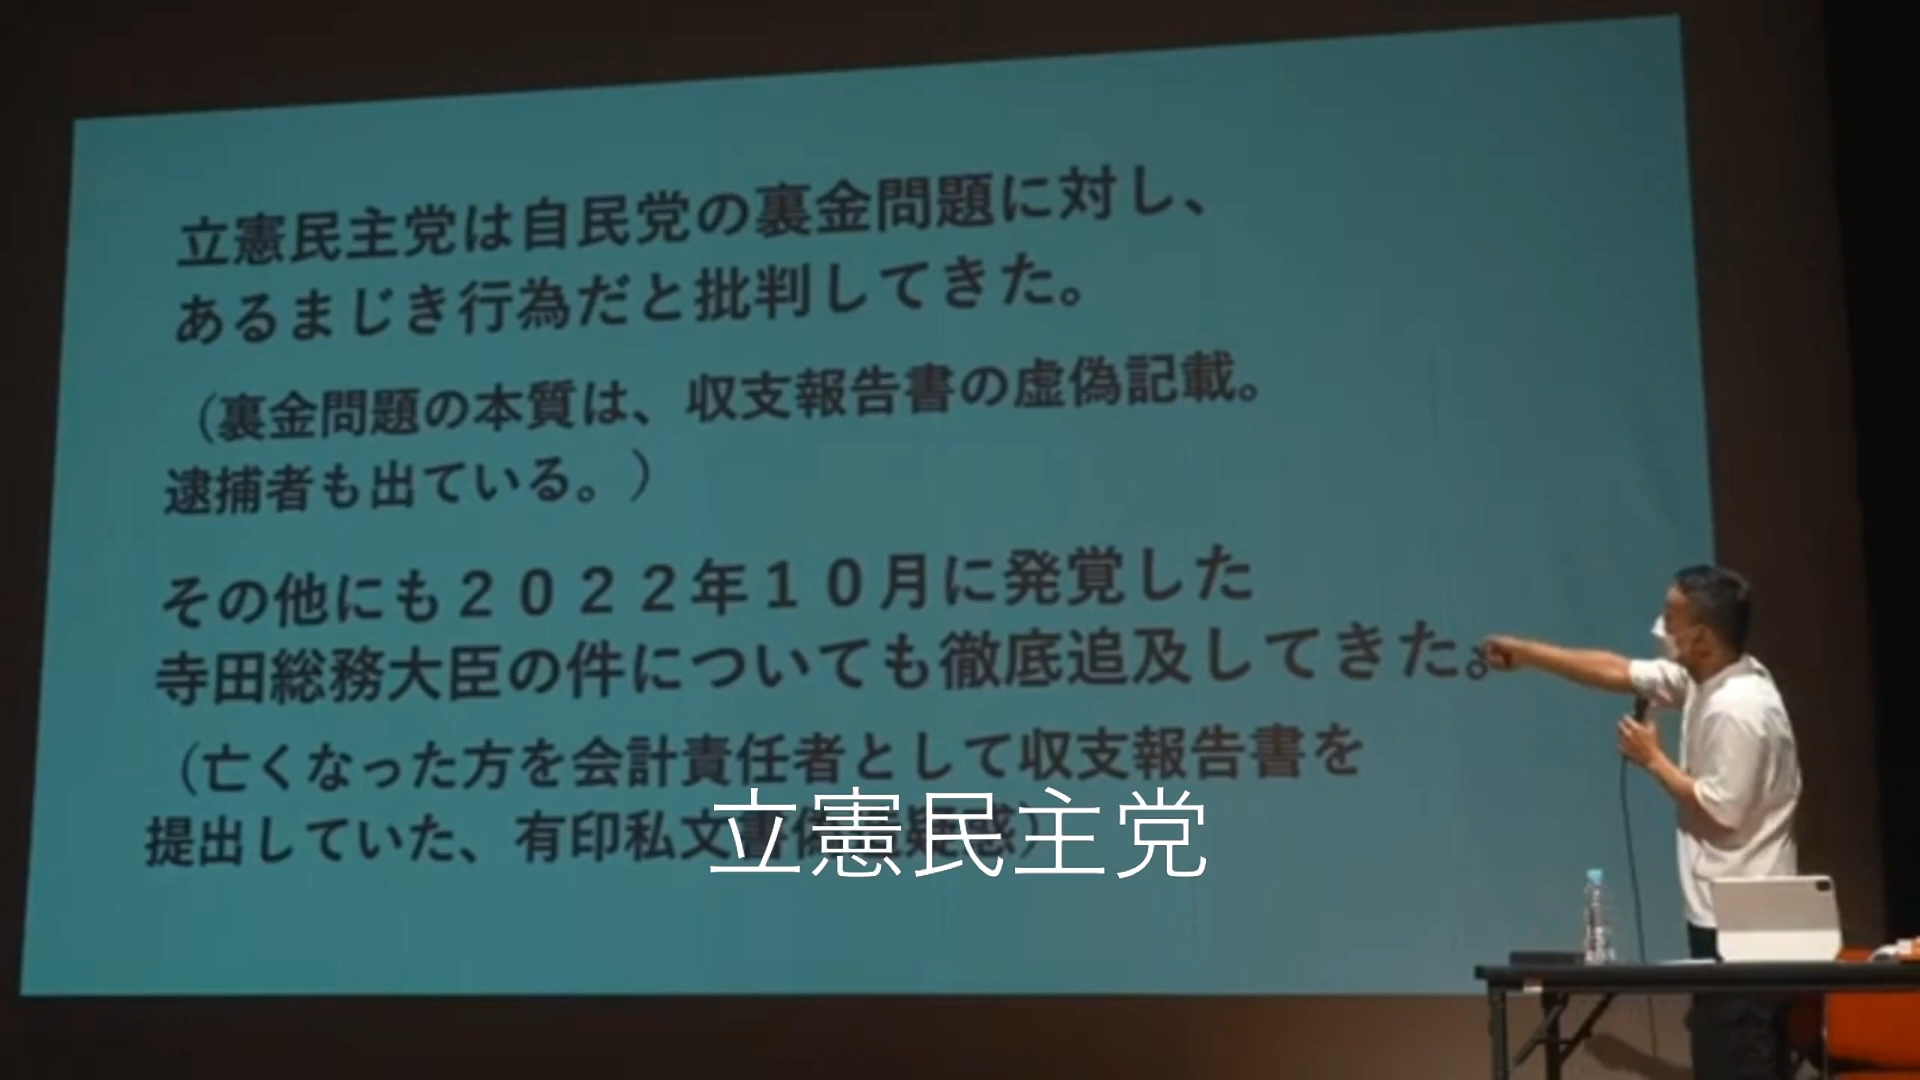 立憲民主党は自民党の裏金問題に対し、
あるまじき行為だと批判してきた。
（裏金問題の本質は、収支報告書の虚偽記載。
逮捕者も出ている。）
その他にも２０２２年１０月に発覚した
寺田総務大臣の件についても徹底追及してきた。
（亡くなった方を会計責任者として収支報告書を
提出していた、有印私文書偽 疑惑）
立憲民主党